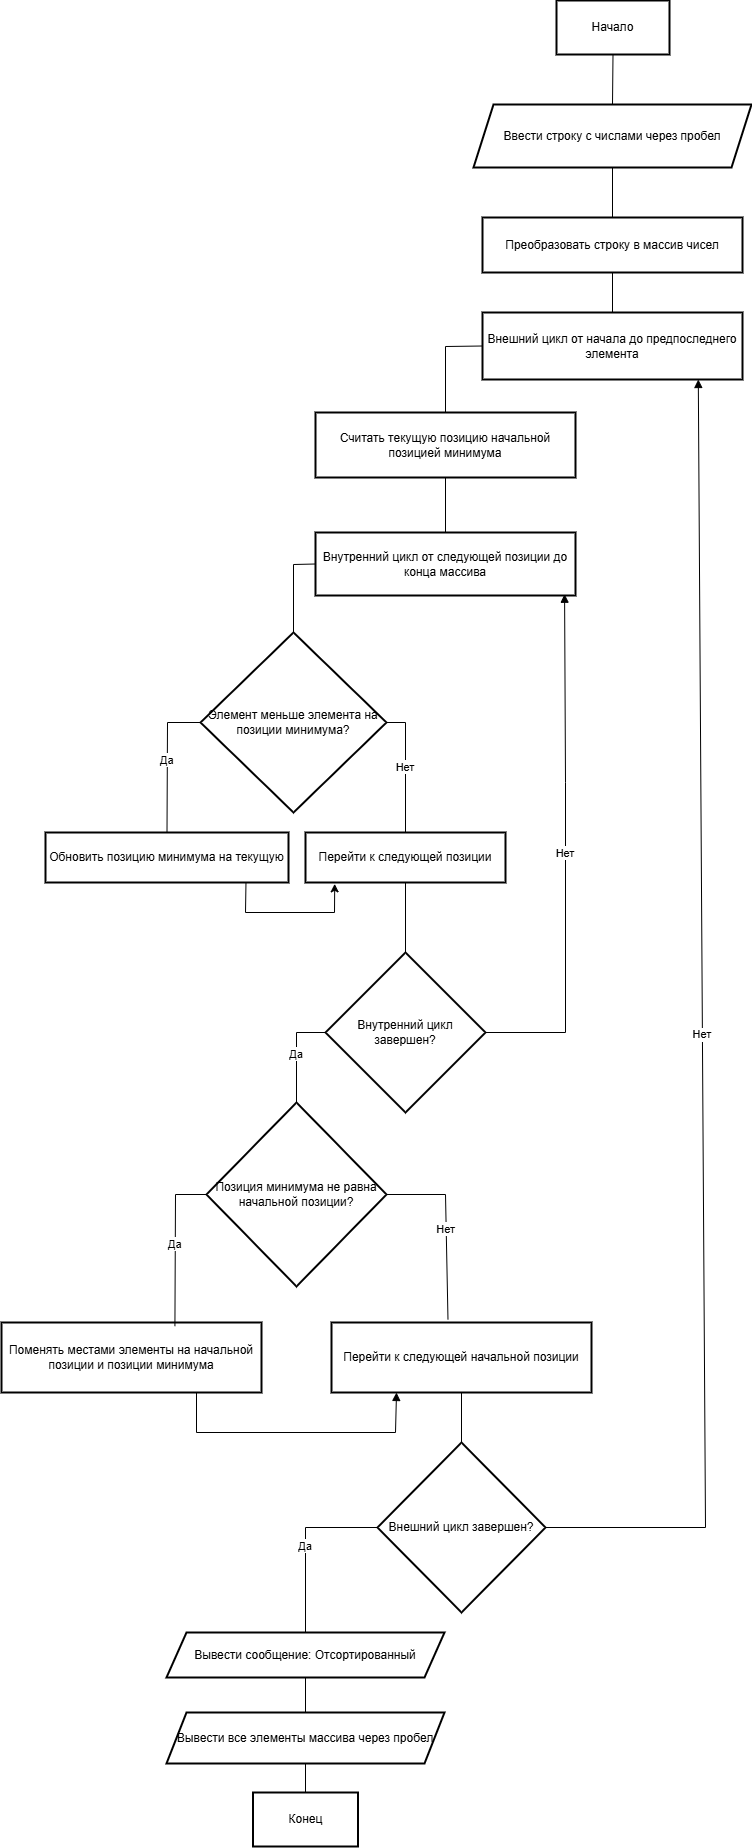 Начало
Ввести строку с числами через пробел
Преобразовать строку в массив чисел
Внешний цикл от начала до предпоследнего
элемента
Считать текущую позицию начальной
позицией минимума
Внутренний цикл от следующей позиции до
конца массива
Элемент меньше элемента на
позиции минимума?
Да
Нет
Обновить позицию минимума на текущую
Перейти к следующей позиции
Нет
Внутренний цикл
завершен?
Нет
Да
Позиция минимума не равна
начальной позиции?
Да
Нет
Поменять местами элементы на начальной
позиции и позиции минимума
Перейти к следующей начальной позиции
Внешний цикл завершен?
Да
Вывести сообщение: Отсортированный
Вывести все элементы массива через пробел
Конец